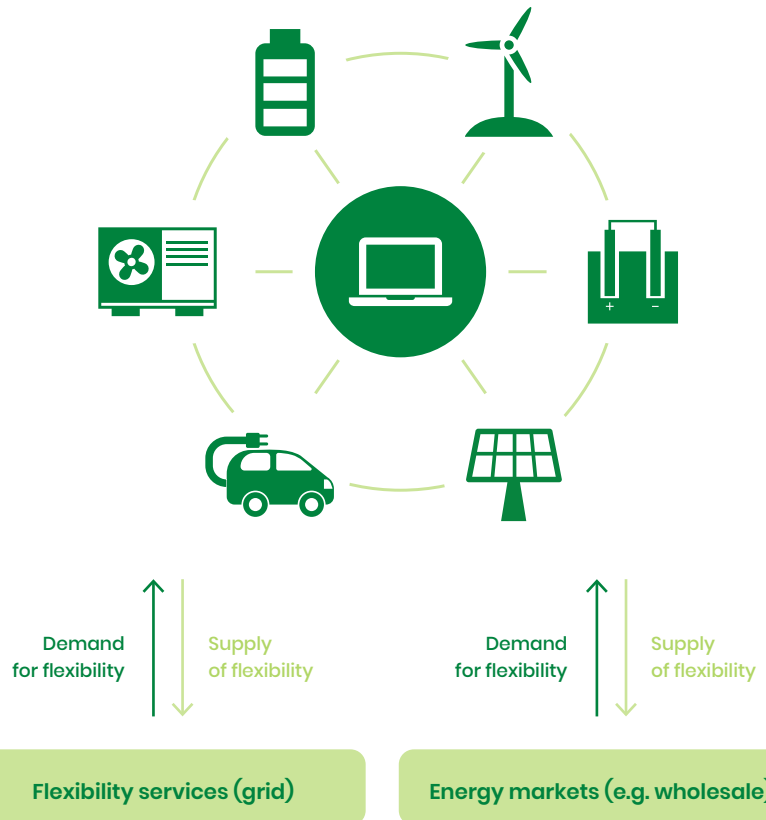 + −
Demand
for flexibility
Supply
of flexibility
Demand
for flexibility
Supply
of flexibility
Flexibility services (grid)
Energy markets (e.g. wholesale)